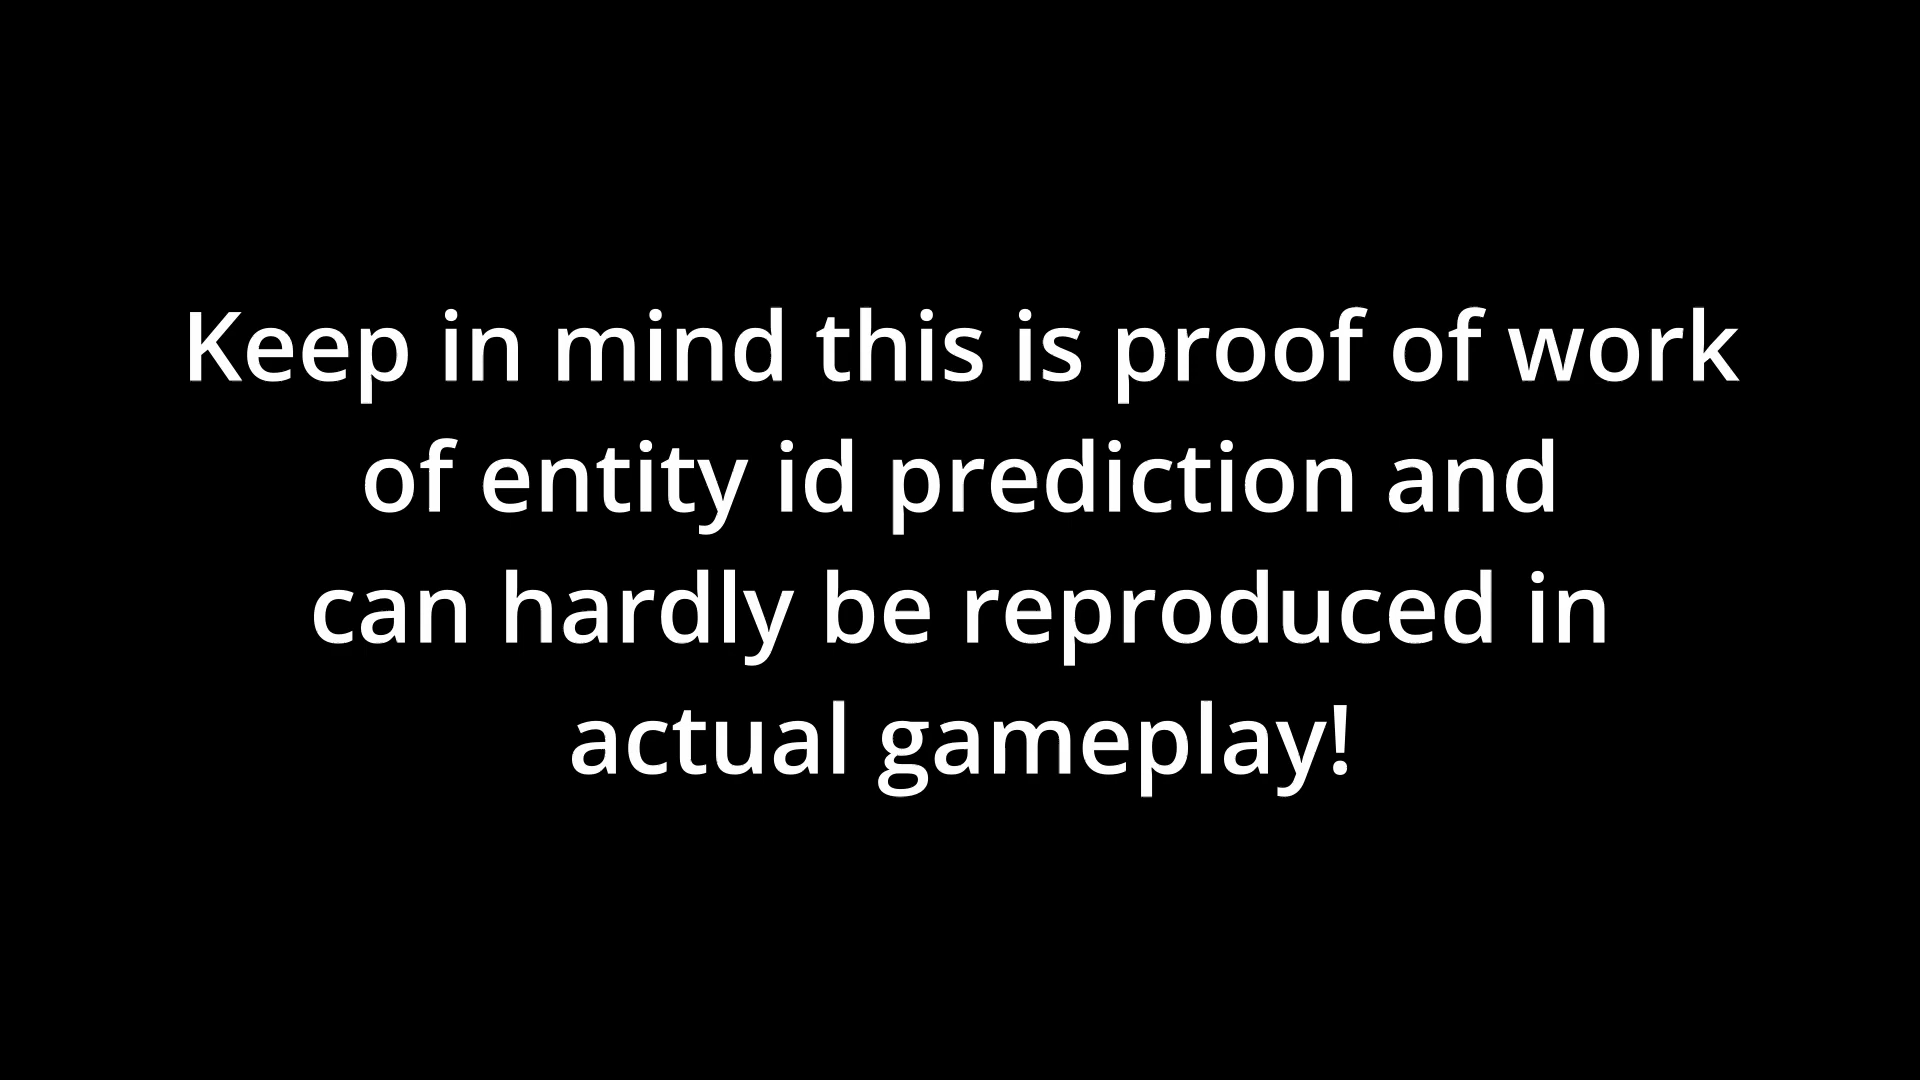 Keep in mind this is proof of work
of entity id prediction and
can hardly be reproduced in
actual gameplay!